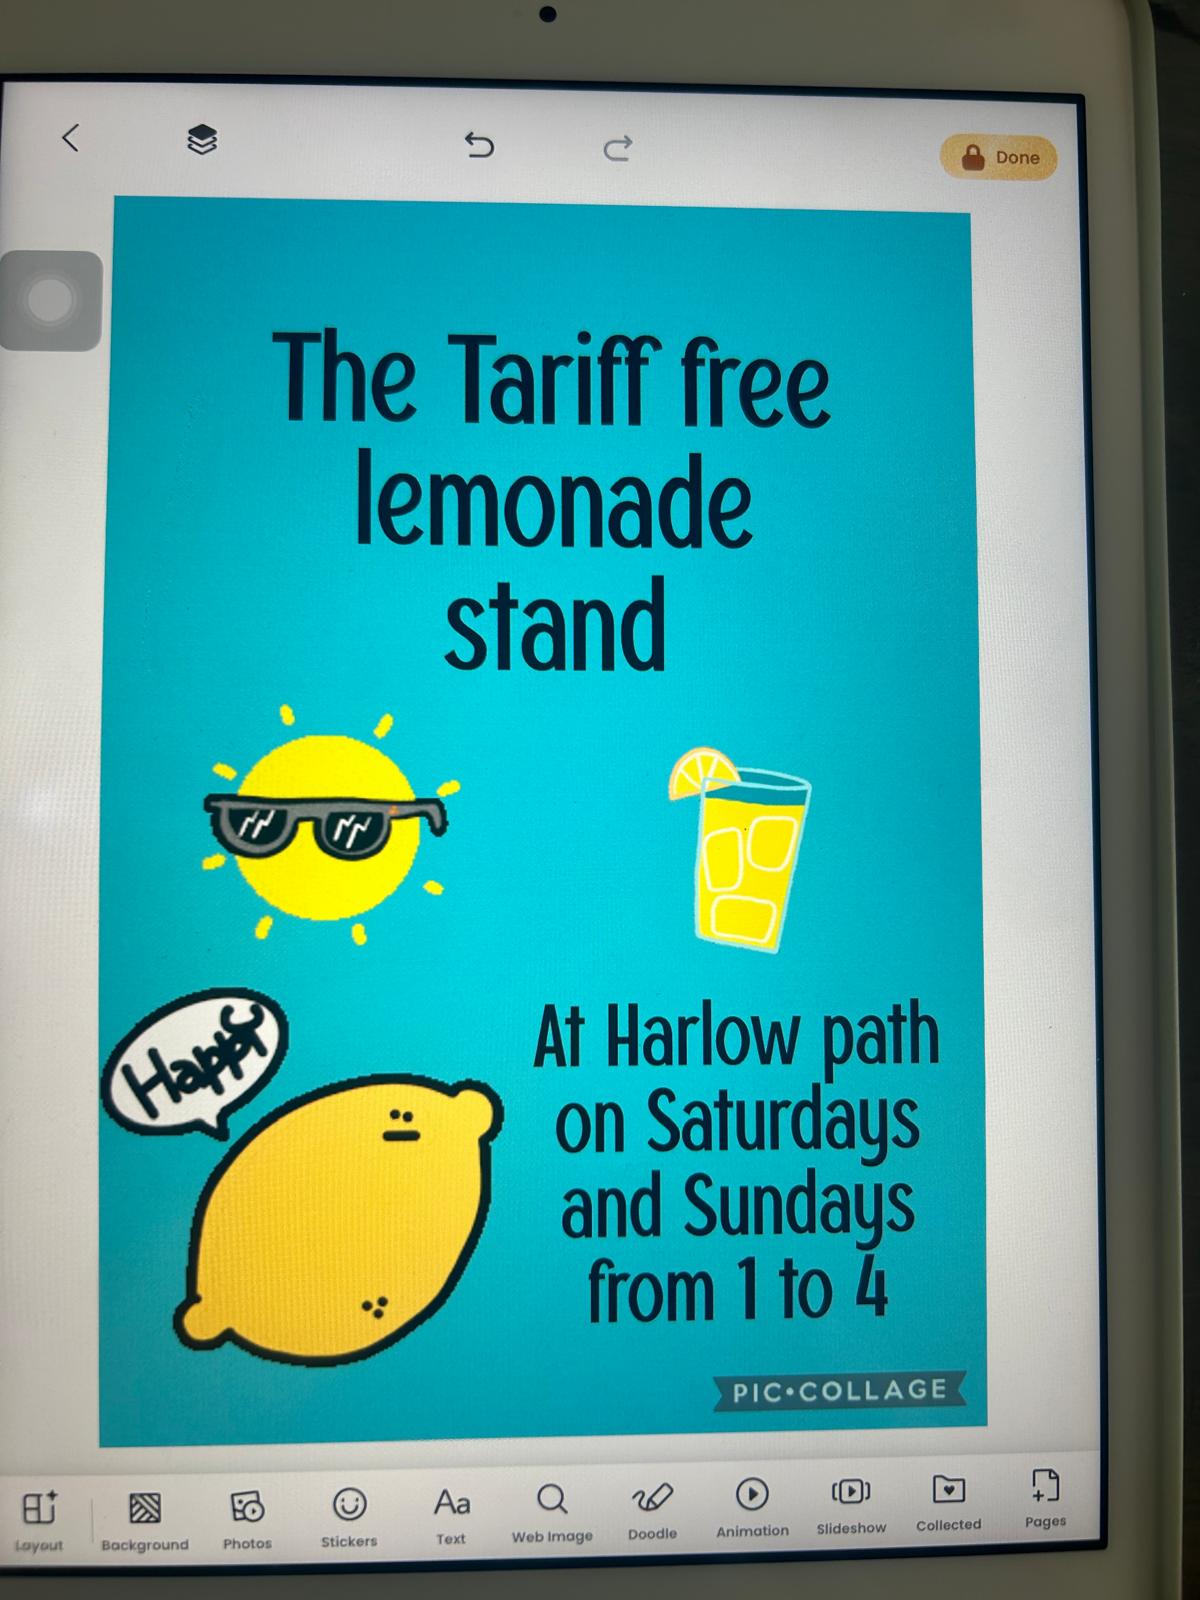 Done
The Tariff free
lemonade
stand
Happy
At Harlow path
on Saturdays
and Sundays
from 1 to 4
PIC•COLLAGE
Layout
Background
Photos
Stickers
Aa
Text
Web Image
Doodle
Animation
Slideshow
Collected
Pages